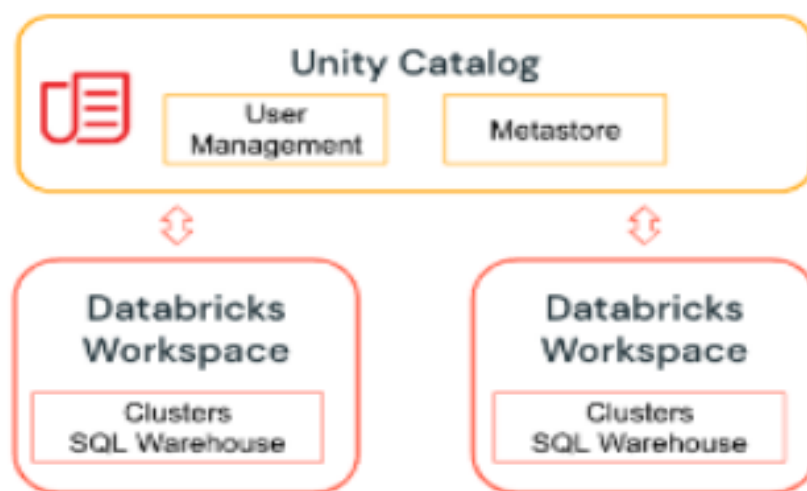 Unity Catalog
User
Management
Metastore
Databricks
Workspace
Clusters
SQL Warehouse
Databricks
Workspace
Clusters
SQL Warehouse